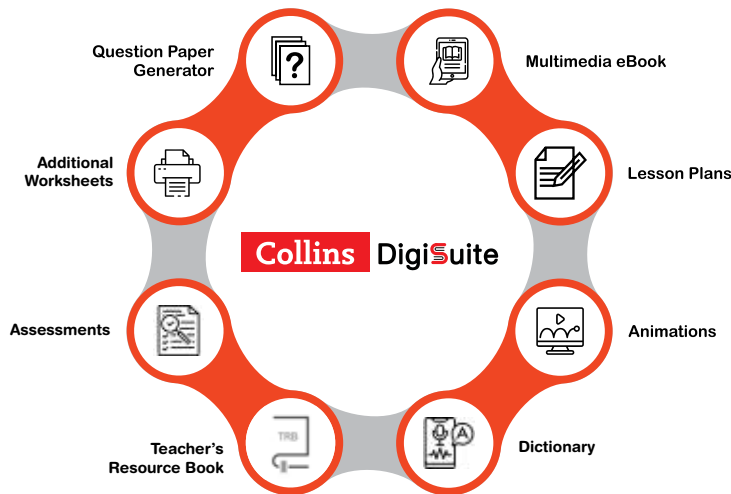 Question Paper
Generator
?
Multimedia eBook
Additional
Worksheets
Lesson Plans
Collins DigiSuite
Assessments
Animations
Teacher’s
Resource Book
TRB
A
Dictionary